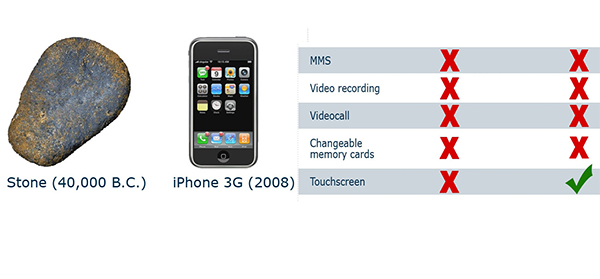 Stone (40,000 B.C.)
iPhone 3G (2008)
MMS
Video recording
Videocall
Changeable
memory cards
Touchscreen